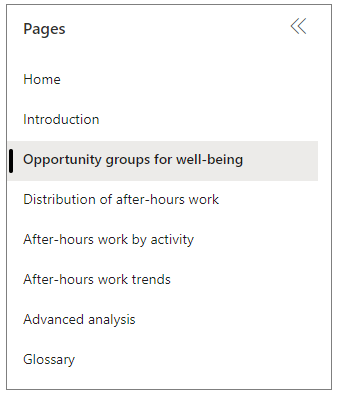 Pages
Home
Introduction
Opportunity groups for well-being
Distribution of after-hours work
After-hours work by activity
After-hours work trends
Advanced analysis
Glossary